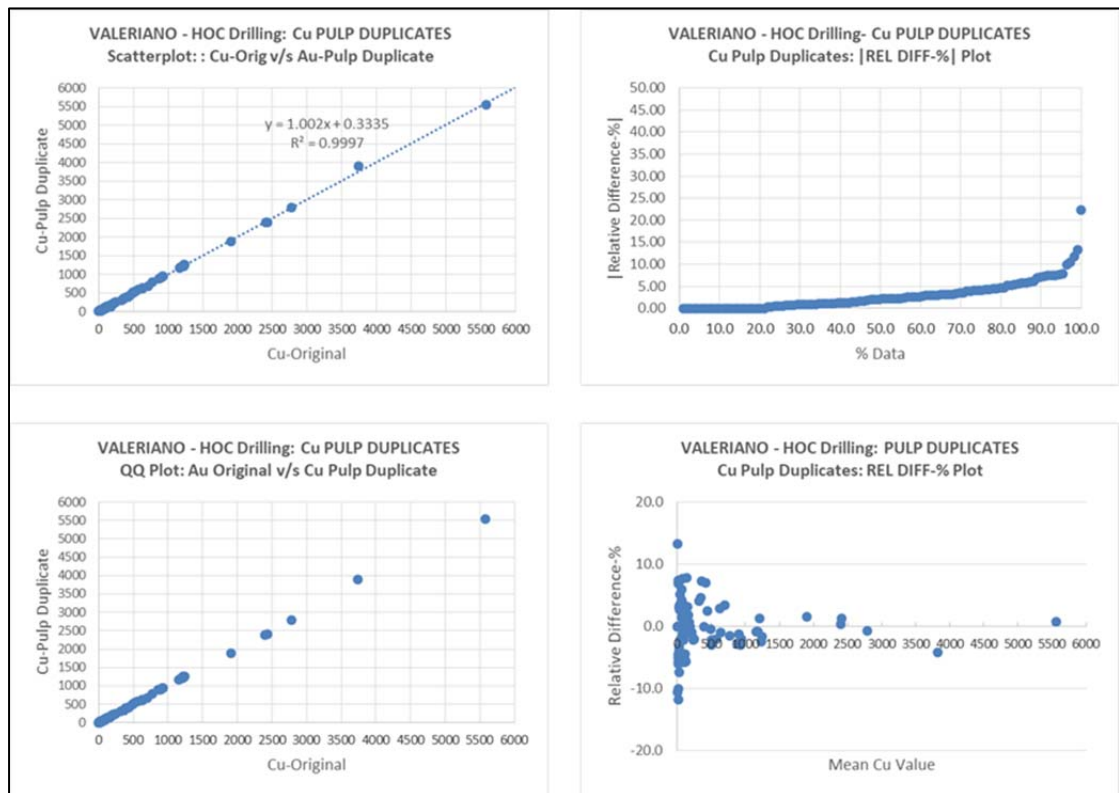 VALERIANO - HOC Drilling: Cu PULP DUPLICATES
Scatterplot: : Cu-Orig v/s Au-Pulp Duplicate
6000
5500
5000
4500
4000
3500
3000
2500
2000
1500
1000
500
0
y = 1.002x + 0.3335
R² = 0.9997
Cu-Pulp Duplicate
0 500 1000 1500 2000 2500 3000 3500 4000 4500 5000 5500 6000
Cu-Original
VALERIANO - HOC Drilling- Cu PULP DUPLICATES
Cu Pulp Duplicates: |REL DIFF-%| Plot
50.00
45.00
40.00
35.00
30.00
25.00
20.00
15.00
10.00
5.00
0.00
|Relative Difference-%|
0.0 10.0 20.0 30.0 40.0 50.0 60.0 70.0 80.0 90.0 100.0
% Data
VALERIANO - HOC Drilling: Cu PULP DUPLICATES
QQ Plot: Au Original v/s Cu Pulp Duplicate
6000
5500
5000
4500
4000
3500
3000
2500
2000
1500
1000
500
0
Cu-Pulp Duplicate
0 500 1000 1500 2000 2500 3000 3500 4000 4500 5000 5500 6000
Cu-Original
VALERIANO - HOC Drilling: PULP DUPLICATES
Cu Pulp Duplicates: REL DIFF-% Plot
20.0
10.0
0.0
-10.0
-20.0
Relative Difference-%
500 1000 1500 2000 2500 3000 3500 4000 4500 5000 5500 6000
Mean Cu Value